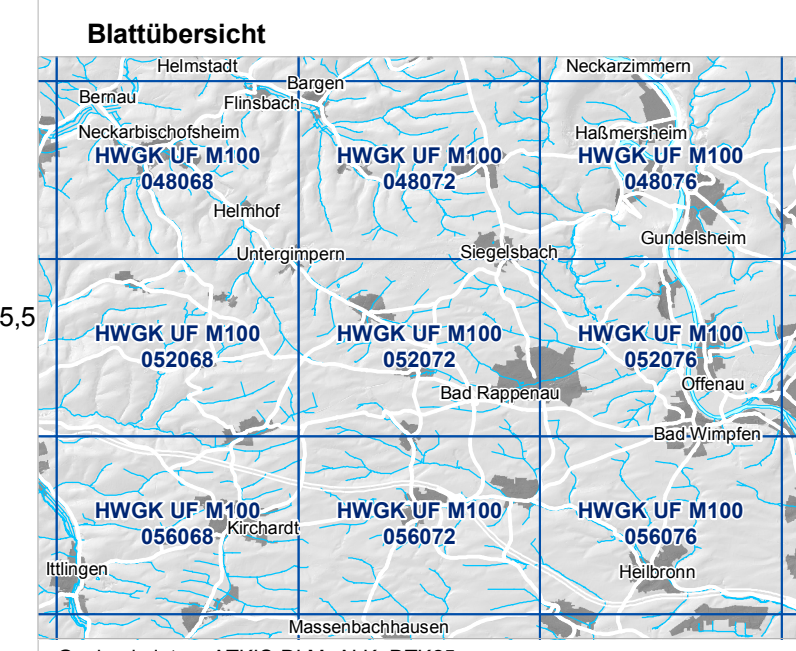 Blattübersicht
Helmstadt
Neckarzimmern
Bargen
Bernau
Flinsbach
Neckarbischofsheim
Haßmersheim
HWGK UF M100
048068
HWGK UF M100
048072
HWGK UF M100
048076
Helmhof
Gundelsheim
Untergimpern
Siegelsbach
5,5
HWGK UF M100
052068
HWGK UF M100
052072
HWGK UF M100
052076
Offenau
Bad Rappenau
Bad Wimpfen
HWGK UF M100
056068
HWGK UF M100
056072
HWGK UF M100
056076
Kirchardt
Ittlingen
Heilbronn
Massenbachhausen